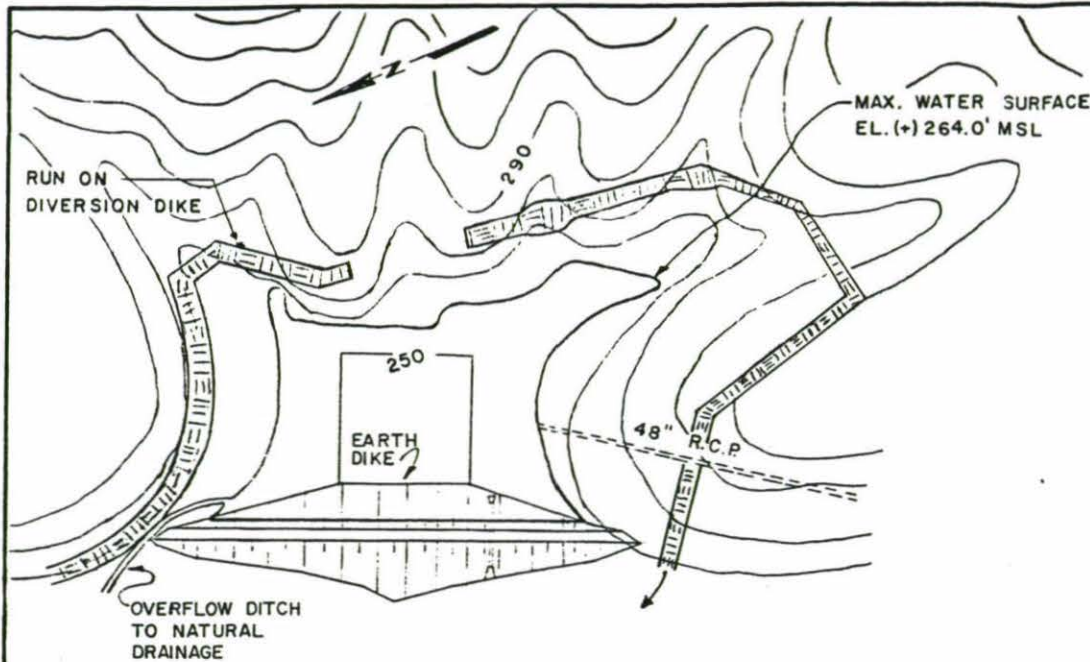 N
MAX. WATER SURFACE
EL. (+) 264.0' MSL
RUN ON
DIVERSION DIKE
290
250
EARTH
DIKE
48" R.C.P.
OVERFLOW DITCH
TO NATURAL
DRAINAGE